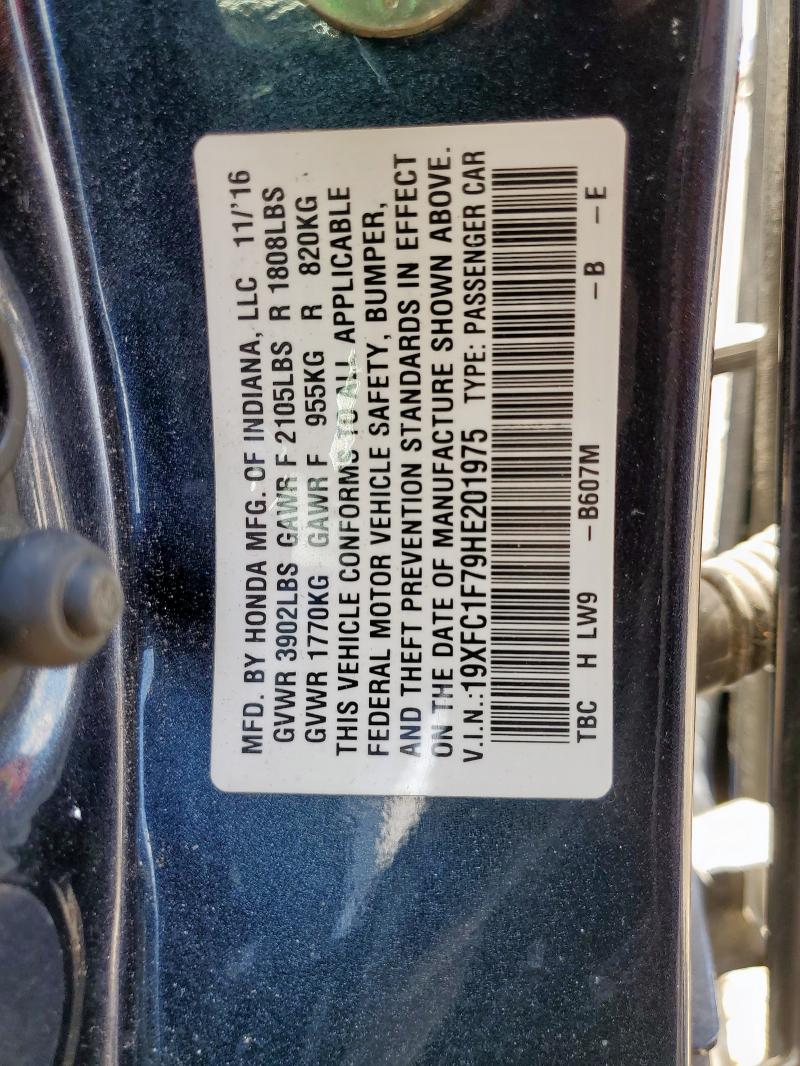 MFD. BY HONDA MFG. OF INDIANA, LLC 11/'16
GVWR 3902LBS GAWR F 2105LBS R 1808LBS
GVWR 1770KG GAWR F 955KG R 820KG
THIS VEHICLE CONFORMS TO ALL APPLICABLE
FEDERAL MOTOR VEHICLE SAFETY, BUMPER,
AND THEFT PREVENTION STANDARDS IN EFFECT
ON THE DATE OF MANUFACTURE SHOWN ABOVE.
V.I.N.:19XFC1F79HE201975 TYPE: PASSENGER CAR
TBC H LW9 –B607M –B –E